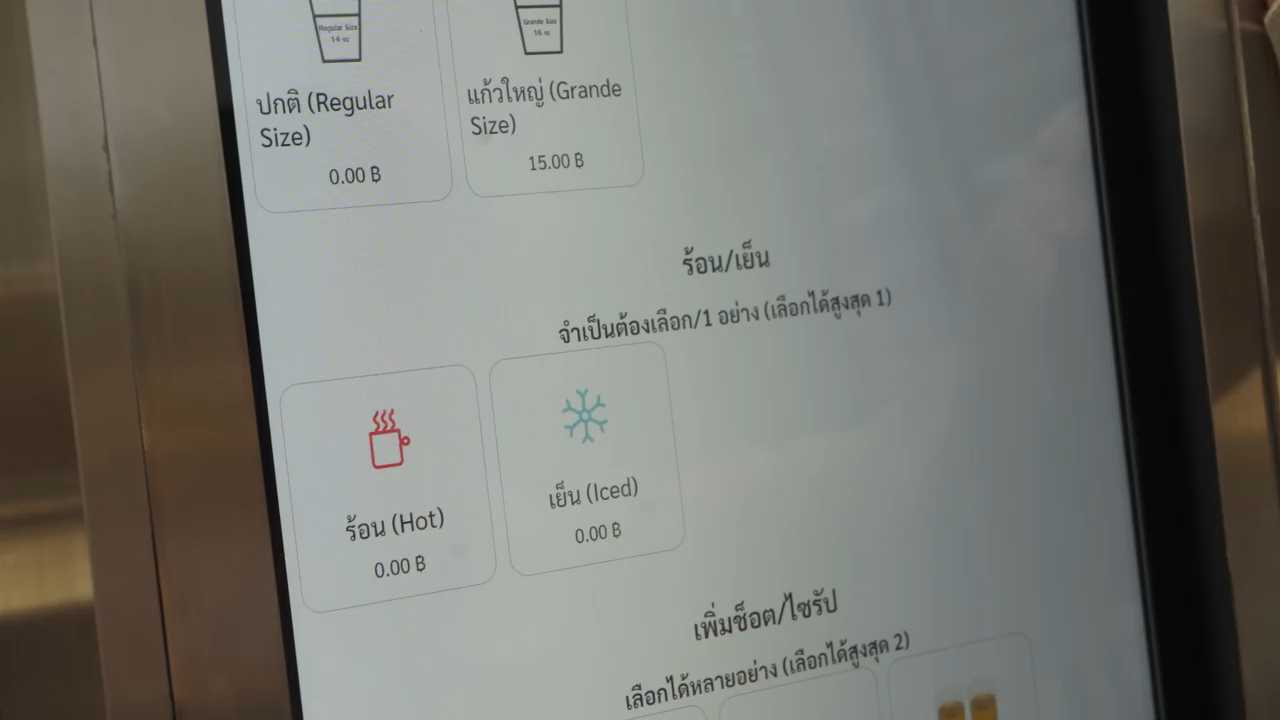 Regular Size
14 oz
Grande Size
16 oz
ปกติ (Regular
Size)
0.00 ฿
แก้วใหญ่ (Grande
Size)
15.00 ฿
ร้อน/เย็น
จำเป็นต้องเลือก/1 อย่าง (เลือกได้สูงสุด 1)
ร้อน (Hot)
0.00 ฿
เย็น (Iced)
0.00 ฿
เพิ่มช็อต/ไซรัป
เลือกได้หลายอย่าง (เลือกได้สูงสุด 2)